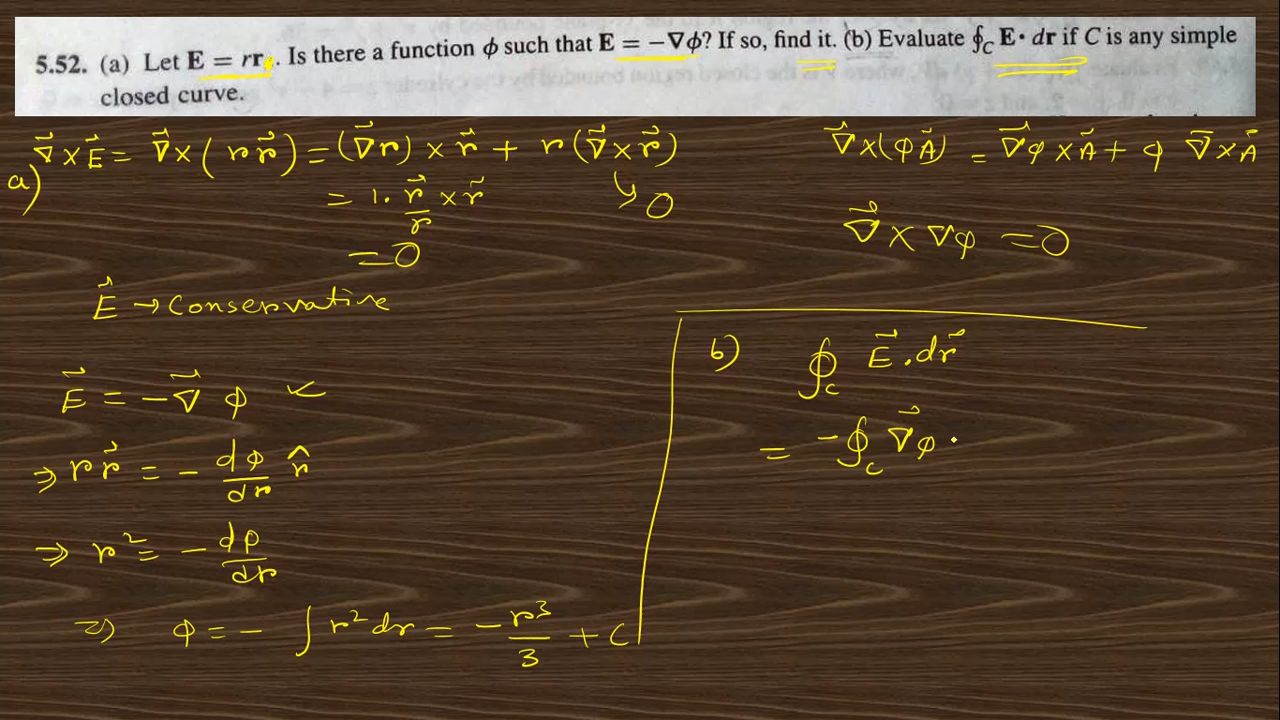 5.52. (a) Let E = rr. Is there a function ϕ such that E = −∇ϕ? If so, find it. (b) Evaluate ∮_C E · dr if C is any simple
closed curve.
a)
∇⃗ × E⃗ = ∇⃗ × (r r⃗) = (∇⃗r) × r⃗ + r(∇⃗ × r⃗)
= 1. r⃗/r × r⃗ ↳ 0
= 0
E⃗ → Conservative
E⃗ = −∇⃗ φ
⇒ r r⃗ = − dφ/dr r̂
⇒ r² = − dφ/dr
⇒ φ = − ∫ r² dr = − r³/3 + C
∇⃗ × (φA⃗) = ∇⃗φ × A⃗ + φ ∇⃗ × A⃗
∇⃗ × ∇φ = 0
b) ∮_C E⃗ . dr⃗
= − ∮_C ∇⃗φ .